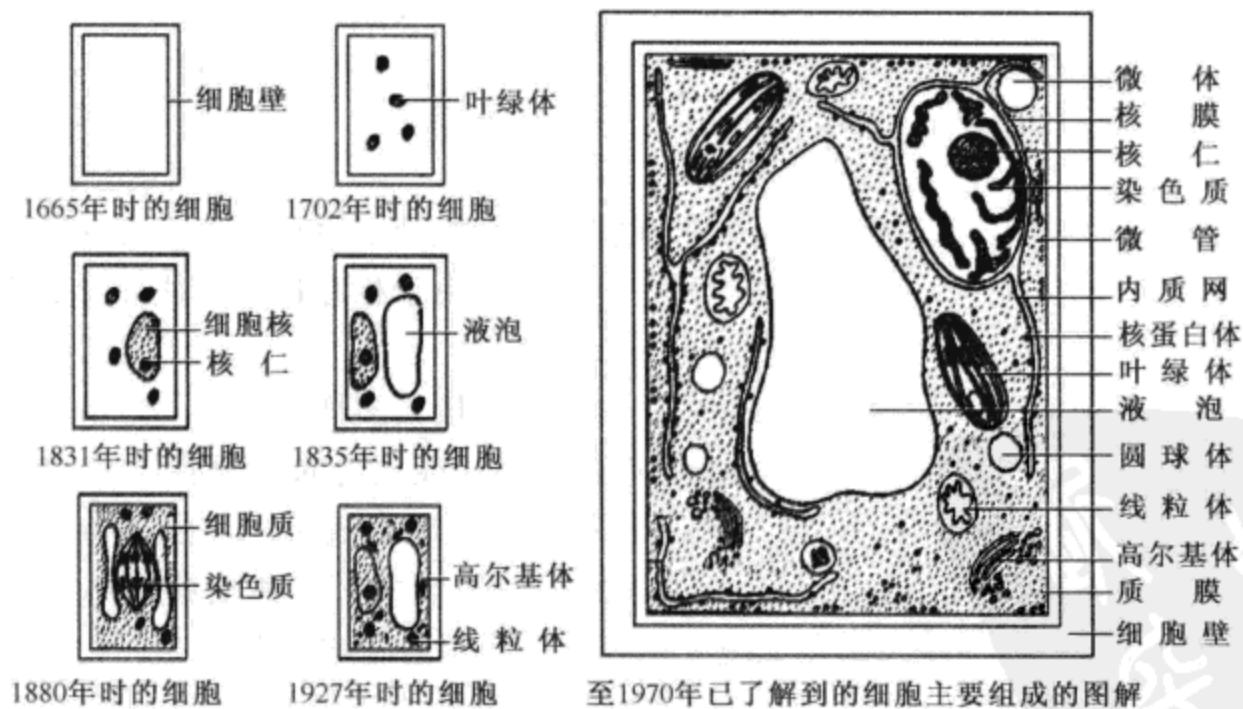 细胞壁
1665年时的细胞
叶绿体
1702年时的细胞
细胞核
核仁
1831年时的细胞
液泡
1835年时的细胞
细胞质
染色质
1880年时的细胞
高尔基体
线粒体
1927年时的细胞
微体
核膜
核仁
染色质
微管
内质网
核蛋白体
叶绿体
液泡
圆球体
线粒体
高尔基体
质膜
细胞壁
至1970年已了解到的细胞主要组成的图解